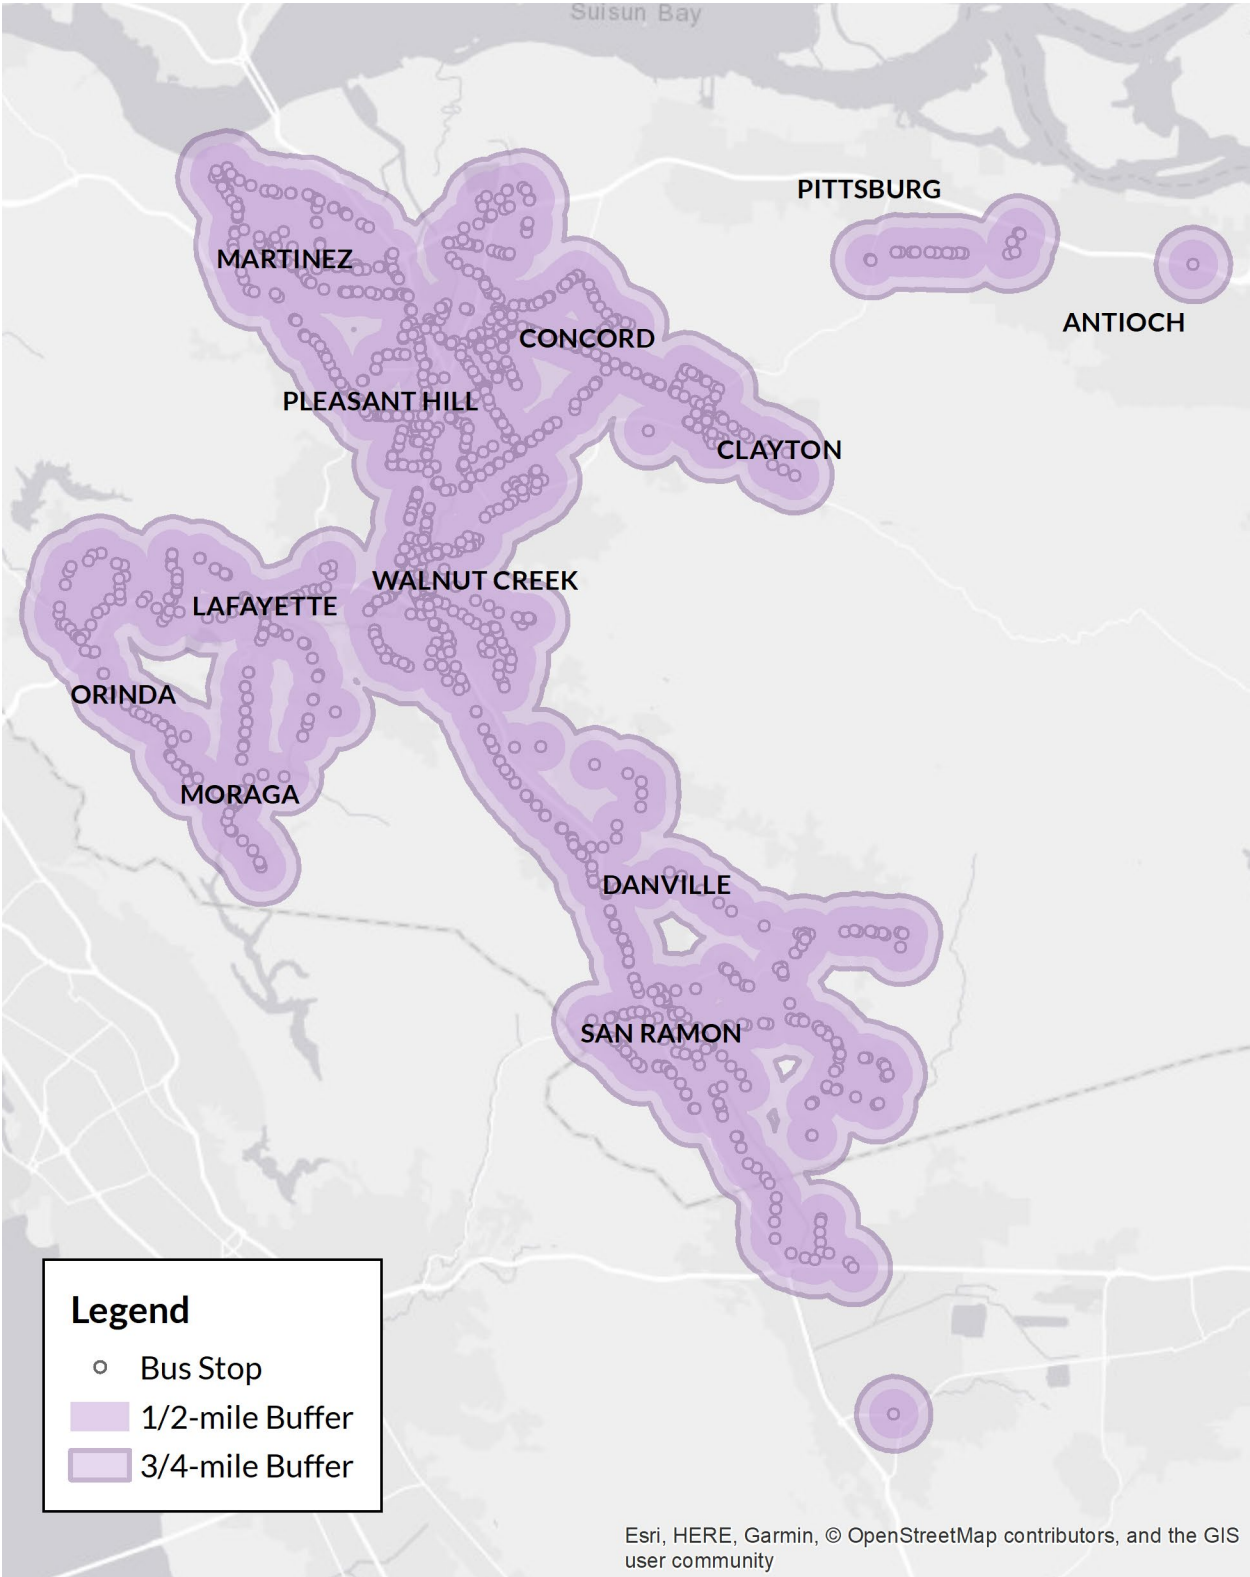 Suisun Bay
PITTSBURG
MARTINEZ
ANTIOCH
CONCORD
PLEASANT HILL
CLAYTON
WALNUT CREEK
LAFAYETTE
ORINDA
MORAGA
DANVILLE
SAN RAMON
Legend
Bus Stop
1/2-mile Buffer
3/4-mile Buffer
Esri, HERE, Garmin, © OpenStreetMap contributors, and the GIS
user community